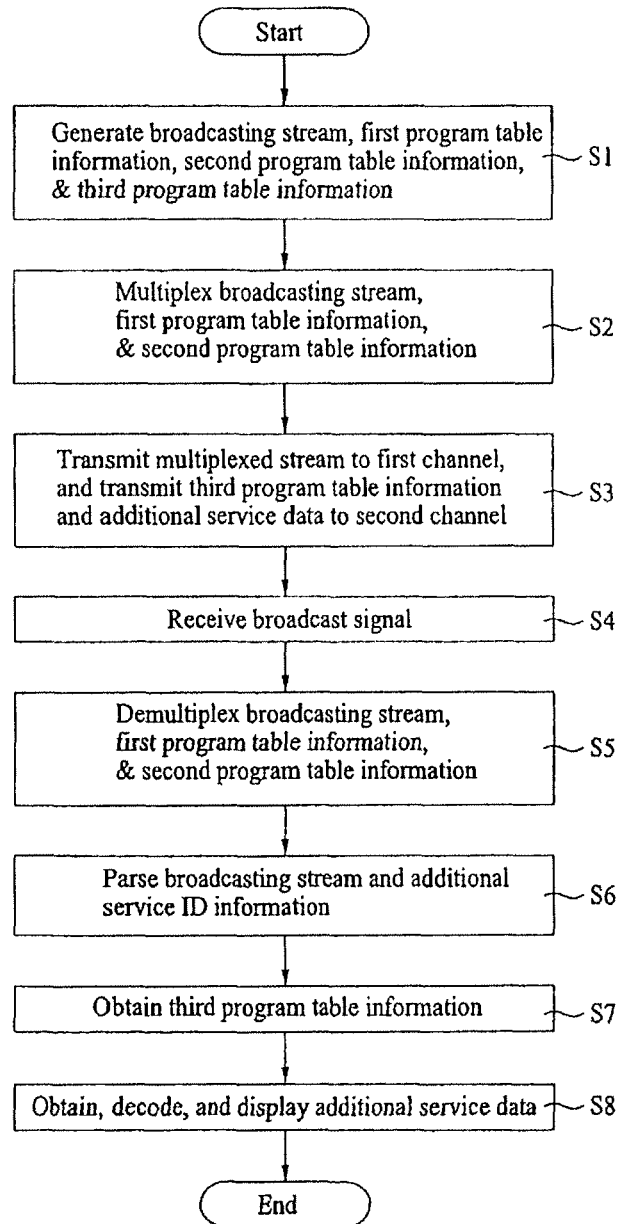 Start
Generate broadcasting stream, first program table
information, second program table information,
& third program table information
S1
Multiplex broadcasting stream,
first program table information,
& second program table information
S2
Transmit multiplexed stream to first channel,
and transmit third program table information
and additional service data to second channel
S3
Receive broadcast signal
S4
Demultiplex broadcasting stream,
first program table information,
& second program table information
S5
Parse broadcasting stream and additional
service ID information
S6
Obtain third program table information
S7
Obtain, decode, and display additional service data
S8
End